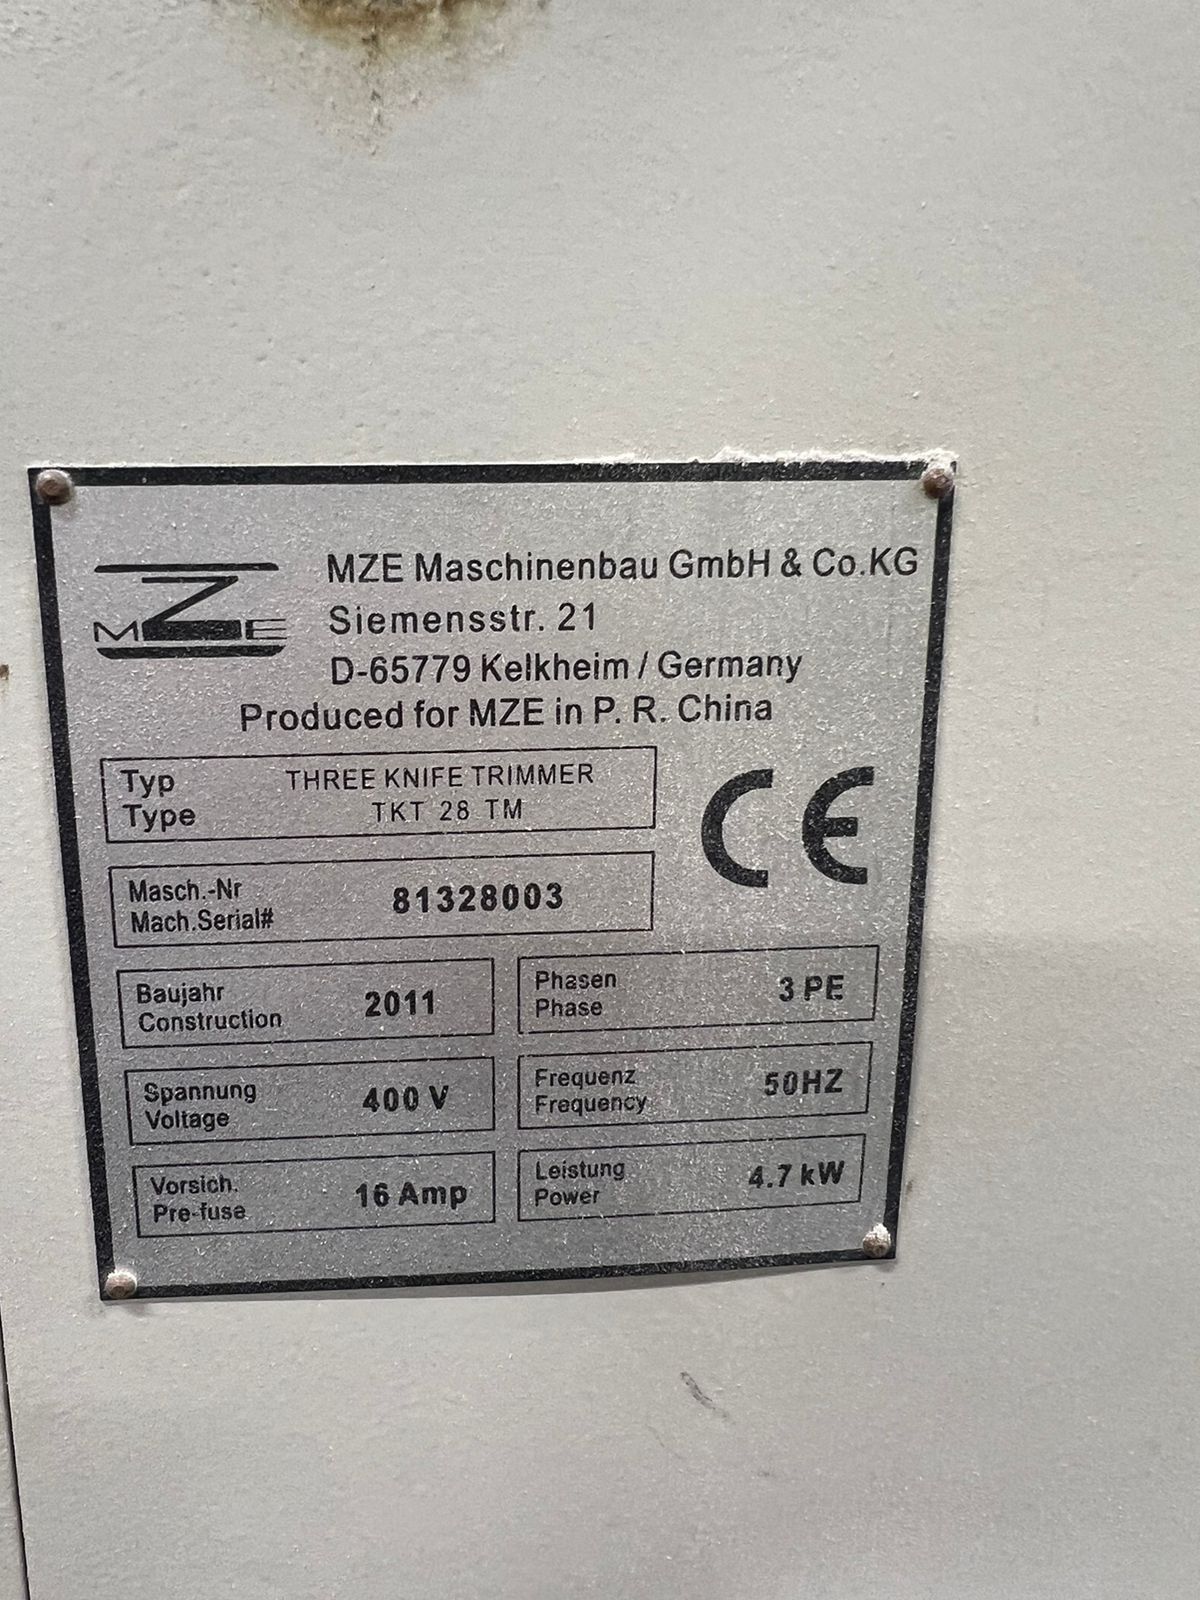 MZE
MZE Maschinenbau GmbH & Co.KG
Siemensstr. 21
D-65779 Kelkheim / Germany
Produced for MZE in P. R. China
Typ
Type
THREE KNIFE TRIMMER
TKT 28 TM
CE
Masch.-Nr
Mach.Serial#
81328003
Baujahr
Construction
2011
Phasen
Phase
3 PE
Spannung
Voltage
400 V
Frequenz
Frequency
50HZ
Vorsich.
Pre-fuse
16 Amp
Leistung
Power
4.7 kW